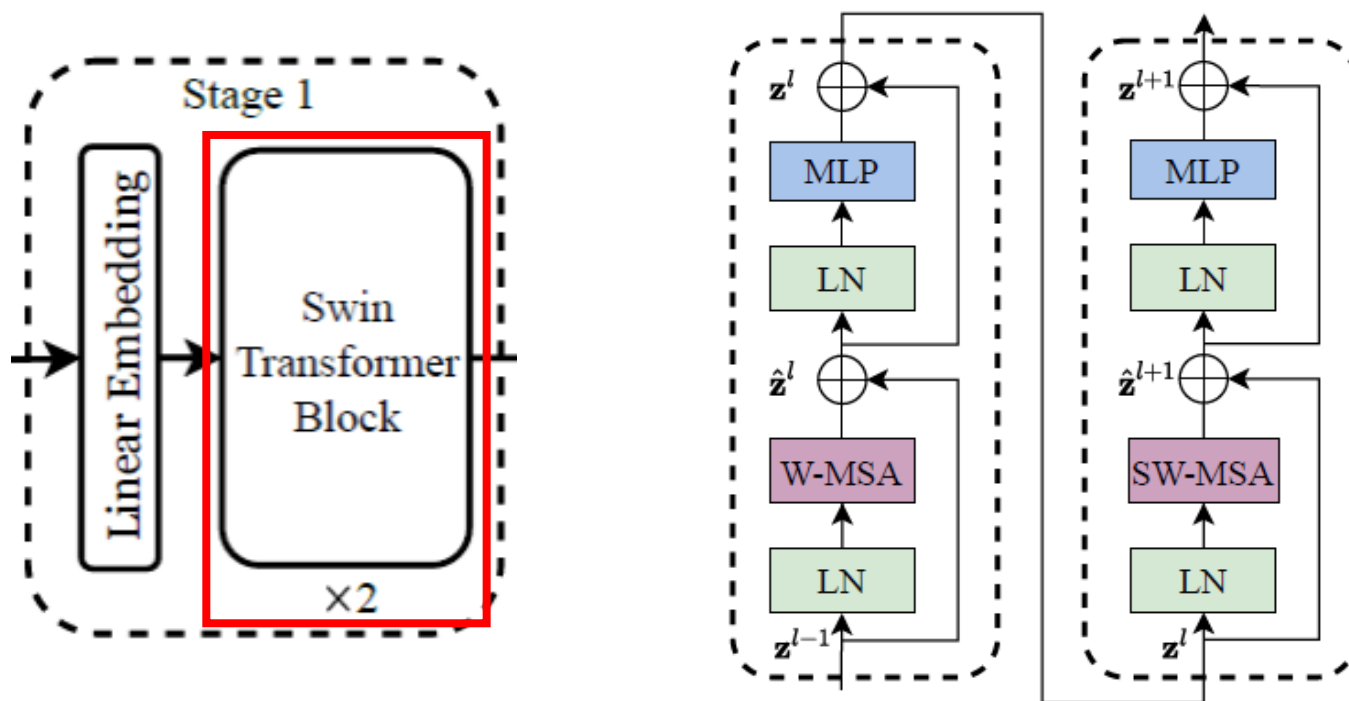 Stage 1
Linear Embedding
Swin
Transformer
Block
×2
z^l
MLP
LN
ẑ^l
W-MSA
LN
z^{l−1}
z^{l+1}
MLP
LN
ẑ^{l+1}
SW-MSA
LN
z^l